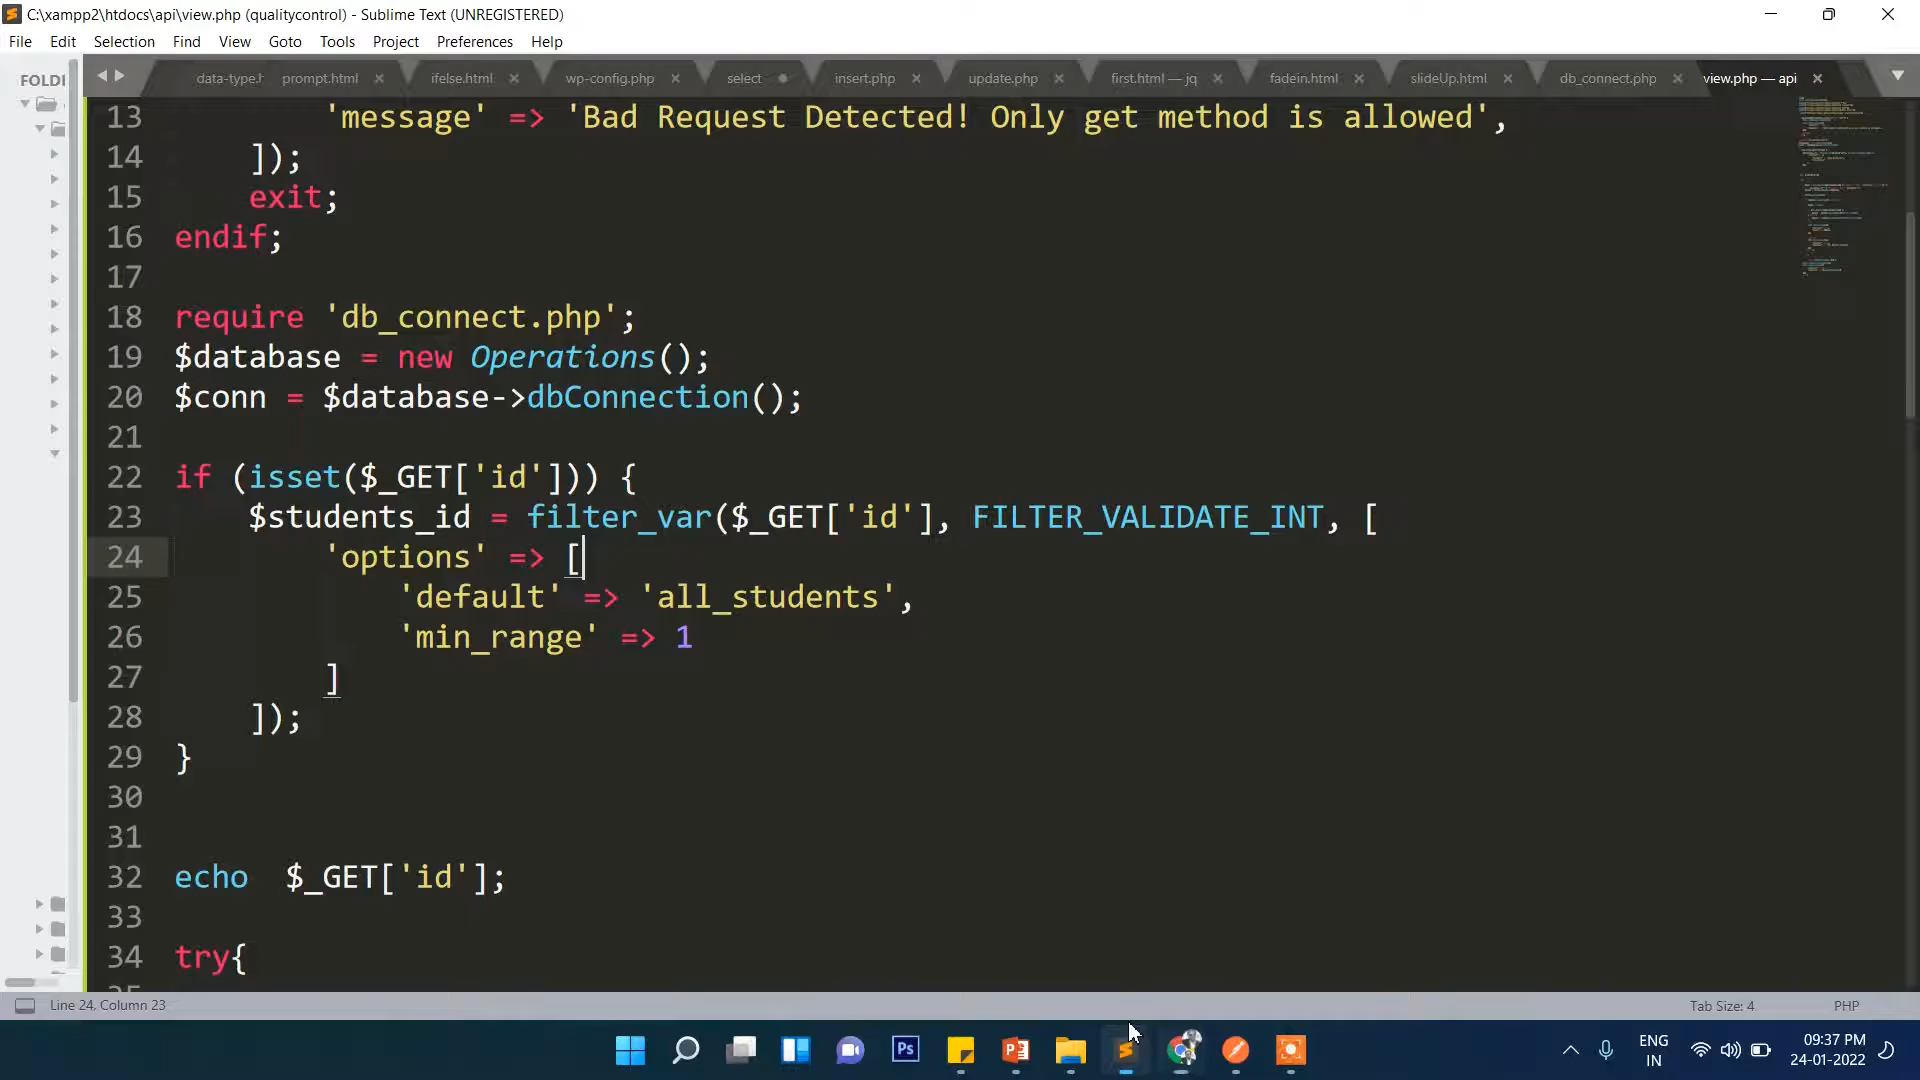 C:\xampp2\htdocs\api\view.php (qualitycontrol) - Sublime Text (UNREGISTERED)
File Edit Selection Find View Goto Tools Project Preferences Help
FOLDI
data-type.h prompt.html ifelse.html wp-config.php select insert.php update.php first.html — jq fadein.html slideUp.html db_connect.php view.php — api
13 'message' => 'Bad Request Detected! Only get method is allowed',
14 ]);
15 exit;
16 endif;
17
18 require 'db_connect.php';
19 $database = new Operations();
20 $conn = $database->dbConnection();
21
22 if (isset($_GET['id'])) {
23 $students_id = filter_var($_GET['id'], FILTER_VALIDATE_INT, [
24 'options' => [
25 'default' => 'all_students',
26 'min_range' => 1
27 ]
28 ]);
29 }
30
31
32 echo  $_GET['id'];
33
34 try{
Line 24, Column 23
Tab Size: 4
PHP
Ps
ENG
IN
09:37 PM
24-01-2022